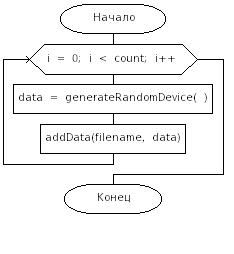 Начало
i = 0; i < count; i++
data = generateRandomDevice( )
addData(filename, data)
Конец